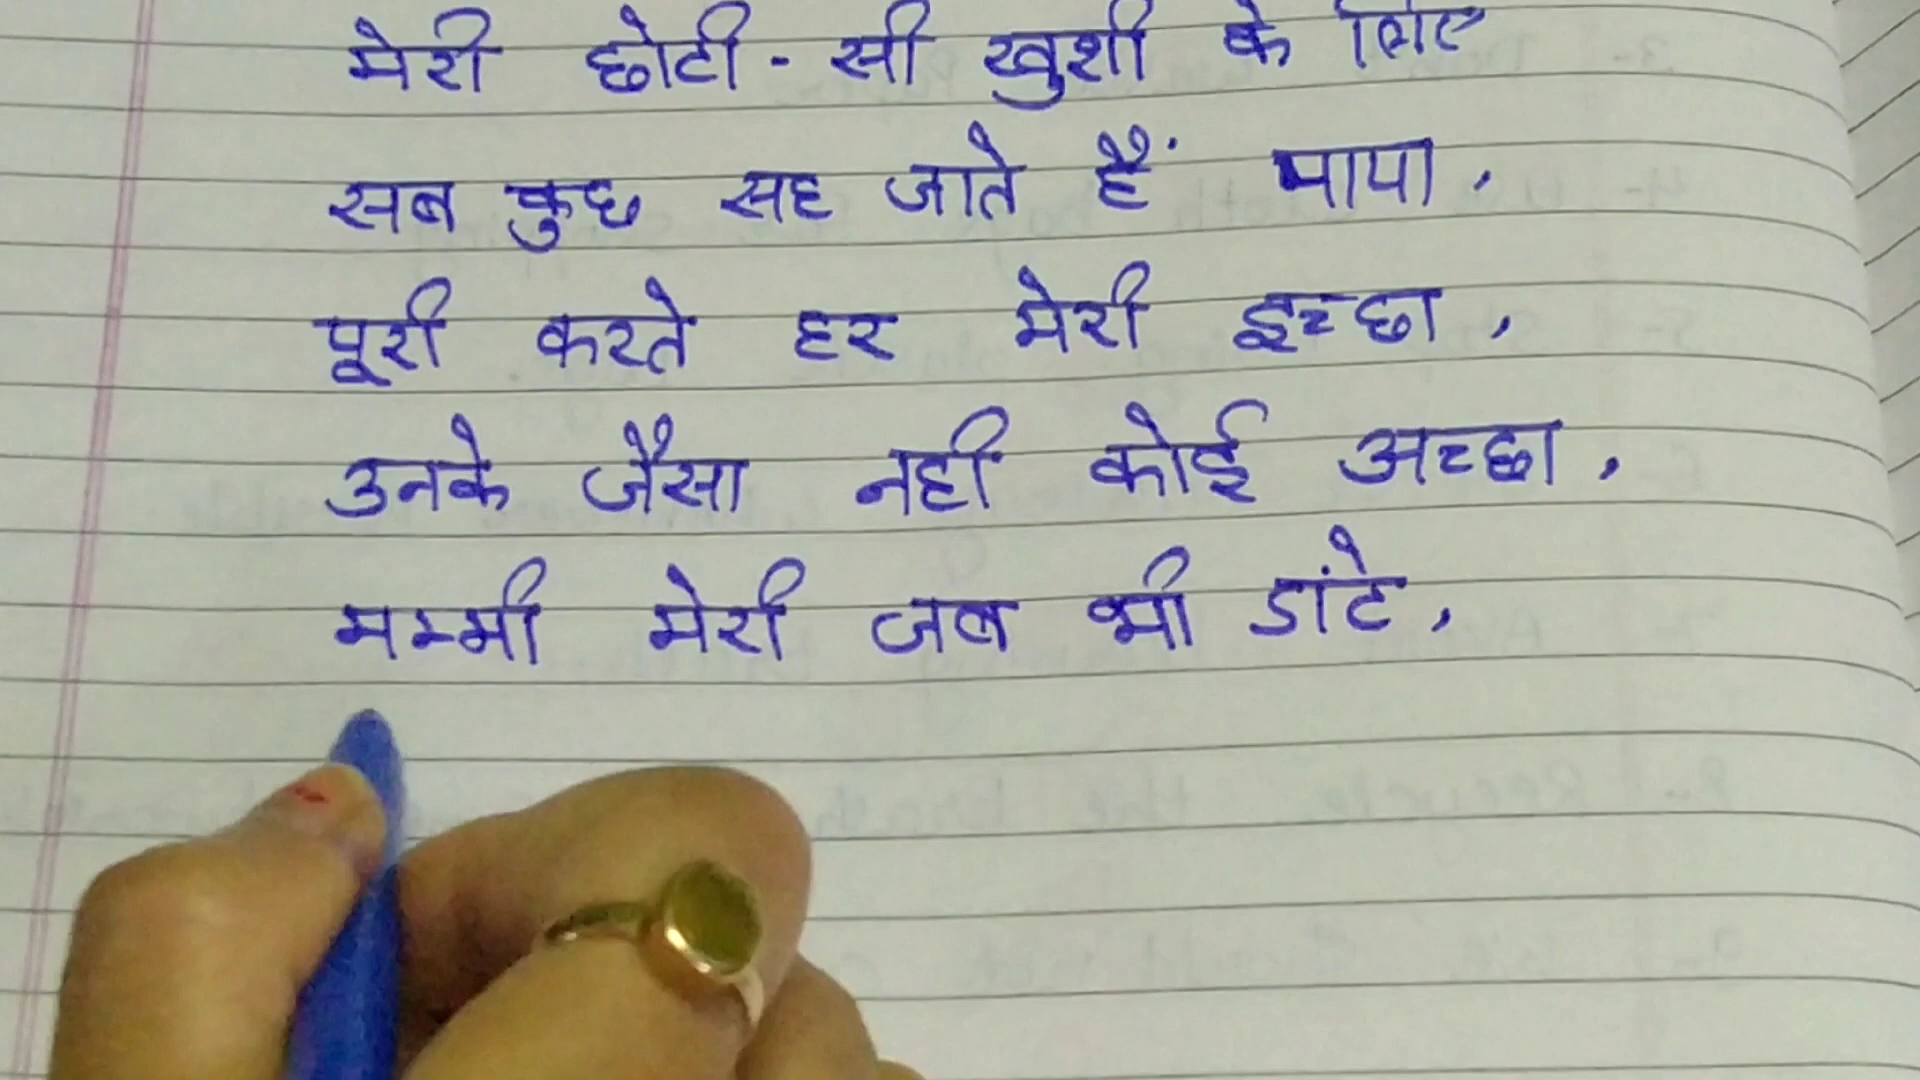 मेरी छोटी - सी खुशी के लिए
सब कुछ सह जाते हैं पापा,
पूरी करते हर मेरी इच्छा,
उनके जैसा नहीं कोई अच्छा,
मम्मी मेरी जब भी डांटे,